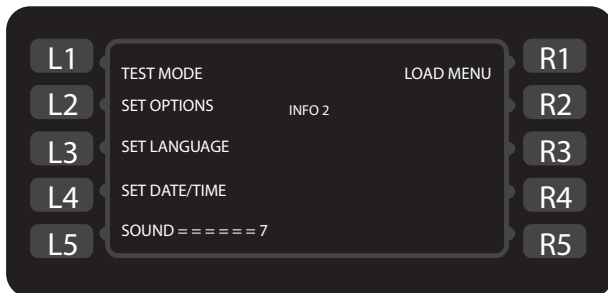 L1 TEST MODE LOAD MENU R1
L2 SET OPTIONS INFO 2 R2
L3 SET LANGUAGE R3
L4 SET DATE/TIME R4
L5 SOUND = = = = = = 7 R5